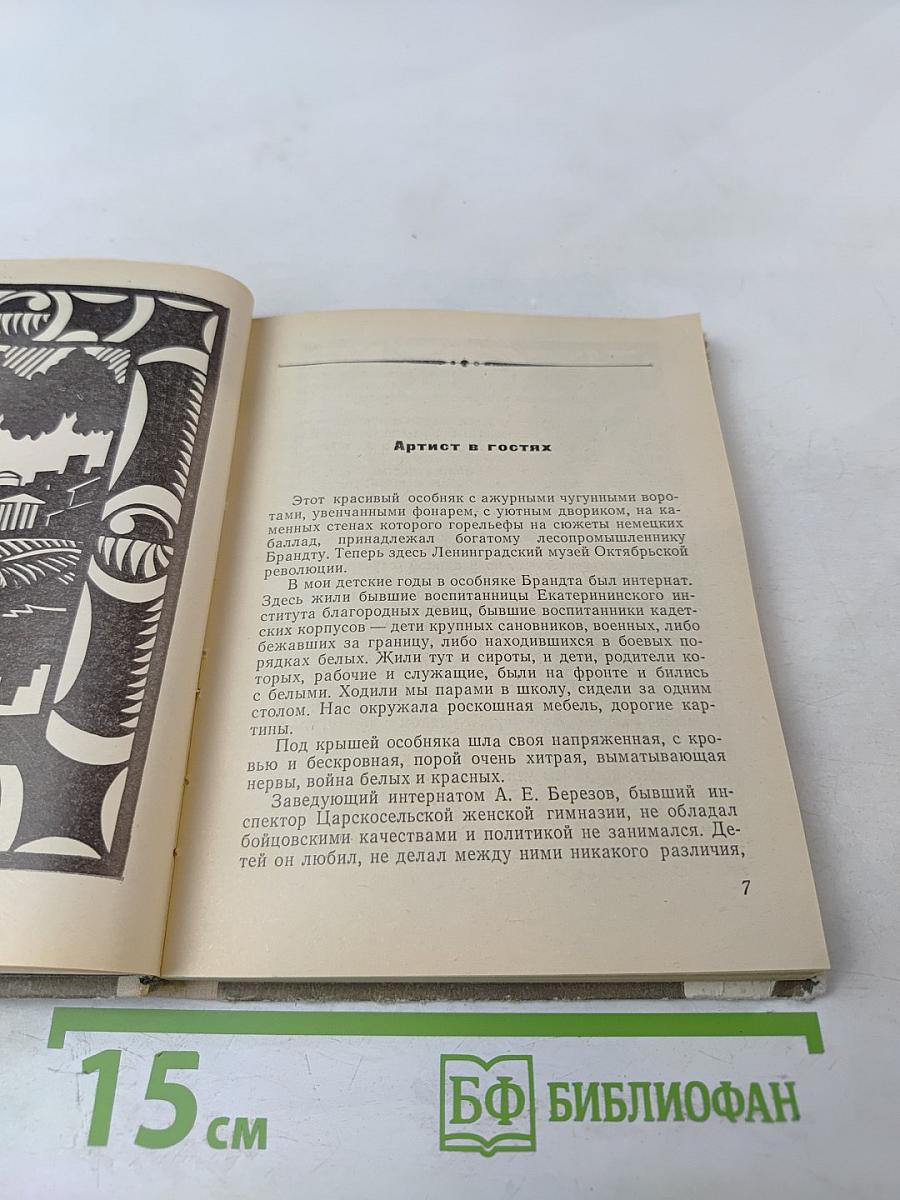 Артист в гостях
Этот красивый особняк с ажурными чугунными воро-
тами, увенчанными фонарем, с уютным двориком, на ка-
менных стенах которого горельефы на сюжеты немецких
баллад, принадлежал богатому лесопромышленнику
Брандту. Теперь здесь Ленинградский музей Октябрьской
революции.
В мои детские годы в особняке Брандта был интернат.
Здесь жили бывшие воспитанницы Екатерининского ин-
ститута благородных девиц, бывшие воспитанники кадет-
ских корпусов — дети крупных сановников, военных, либо
бежавших за границу, либо находившихся в боевых по-
рядках белых. Жили тут и сироты, и дети, родители ко-
торых, рабочие и служащие, были на фронте и бились
с белыми. Ходили мы парами в школу, сидели за одним
столом. Нас окружала роскошная мебель, дорогие кар-
тины.
Под крышей особняка шла своя напряженная, с кро-
вью и бескровная, порой очень хитрая, выматывающая
нервы, война белых и красных.
Заведующий интернатом А. Е. Березов, бывший ин-
спектор Царскосельской женской гимназии, не обладал
бойцовскими качествами и политикой не занимался. Де-
тей он любил, не делал между ними никакого различия,
7
15 см
БФ БИБЛИОФАН